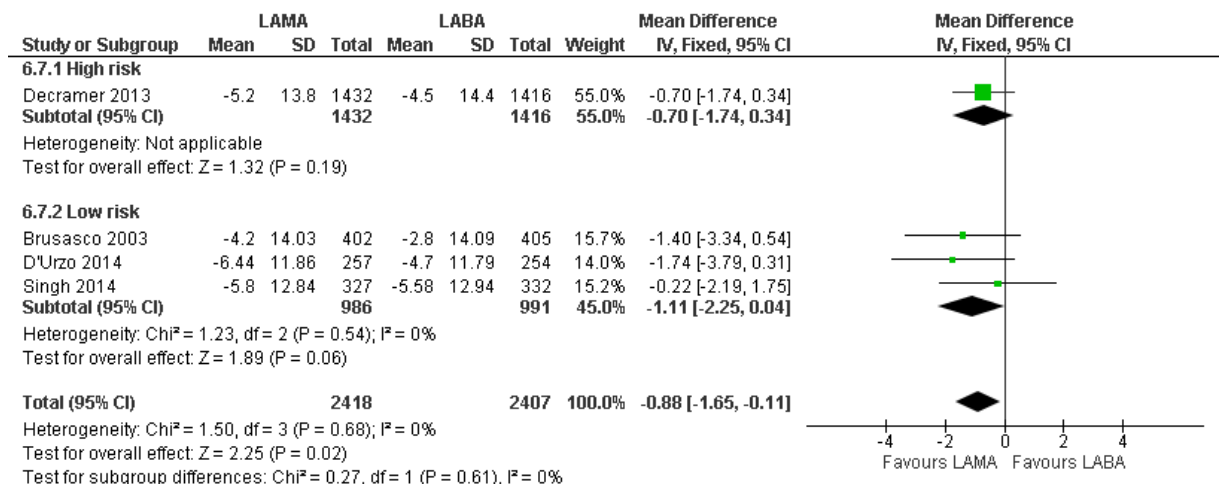 LAMA LABA Mean Difference Mean Difference
Study or Subgroup Mean SD Total Mean SD Total Weight IV, Fixed, 95% CI IV, Fixed, 95% CI
6.7.1 High risk
Decramer 2013 -5.2 13.8 1432 -4.5 14.4 1416 55.0% -0.70 [-1.74, 0.34]
Subtotal (95% CI) 1432 1416 55.0% -0.70 [-1.74, 0.34]
Heterogeneity: Not applicable
Test for overall effect: Z = 1.32 (P = 0.19)
6.7.2 Low risk
Brusasco 2003 -4.2 14.03 402 -2.8 14.09 405 15.7% -1.40 [-3.34, 0.54]
D'Urzo 2014 -6.44 11.86 257 -4.7 11.79 254 14.0% -1.74 [-3.79, 0.31]
Singh 2014 -5.8 12.84 327 -5.58 12.94 332 15.2% -0.22 [-2.19, 1.75]
Subtotal (95% CI) 986 991 45.0% -1.11 [-2.25, 0.04]
Heterogeneity: Chi² = 1.23, df = 2 (P = 0.54); I² = 0%
Test for overall effect: Z = 1.89 (P = 0.06)
Total (95% CI) 2418 2407 100.0% -0.88 [-1.65, -0.11]
Heterogeneity: Chi² = 1.50, df = 3 (P = 0.68); I² = 0%
Test for overall effect: Z = 2.25 (P = 0.02)
Test for subgroup differences: Chi² = 0.27, df = 1 (P = 0.61), I² = 0%
-4 -2 0 2 4
Favours LAMA Favours LABA